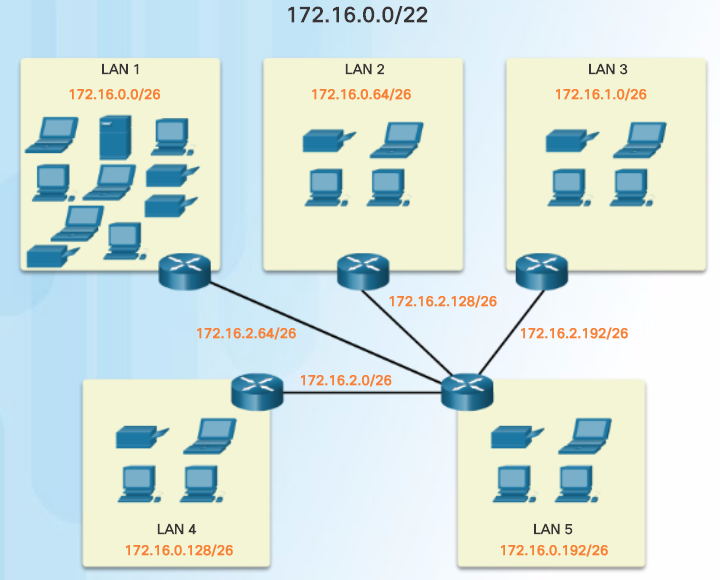 172.16.0.0/22
LAN 1
172.16.0.0/26
LAN 2
172.16.0.64/26
LAN 3
172.16.1.0/26
172.16.2.128/26
172.16.2.64/26
172.16.2.192/26
172.16.2.0/26
LAN 4
172.16.0.128/26
LAN 5
172.16.0.192/26